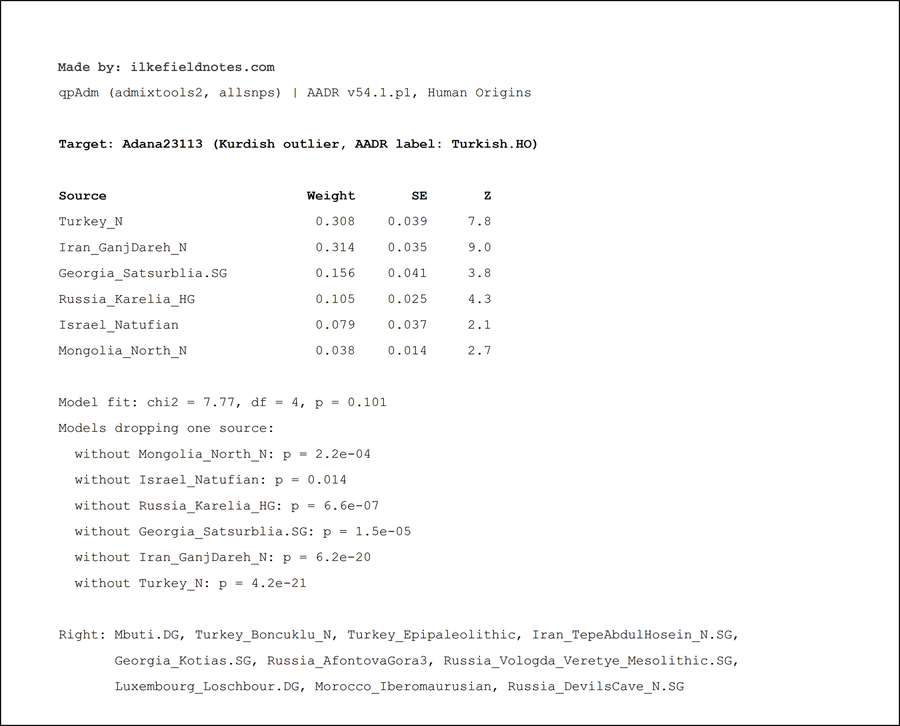 Made by: ilkefieldnotes.com
qpAdm (admixtools2, allsnps) | AADR v54.1.p1, Human Origins
Target: Adana23113 (Kurdish outlier, AADR label: Turkish.HO)
Source Weight SE Z
Turkey_N 0.308 0.039 7.8
Iran_GanjDareh_N 0.314 0.035 9.0
Georgia_Satsurblia.SG 0.156 0.041 3.8
Russia_Karelia_HG 0.105 0.025 4.3
Israel_Natufian 0.079 0.037 2.1
Mongolia_North_N 0.038 0.014 2.7
Model fit: chi2 = 7.77, df = 4, p = 0.101
Models dropping one source:
without Mongolia_North_N: p = 2.2e-04
without Israel_Natufian: p = 0.014
without Russia_Karelia_HG: p = 6.6e-07
without Georgia_Satsurblia.SG: p = 1.5e-05
without Iran_GanjDareh_N: p = 6.2e-20
without Turkey_N: p = 4.2e-21
Right: Mbuti.DG, Turkey_Boncuklu_N, Turkey_Epipaleolithic, Iran_TepeAbdulHosein_N.SG,
Georgia_Kotias.SG, Russia_AfontovaGora3, Russia_Vologda_Veretye_Mesolithic.SG,
Luxembourg_Loschbour.DG, Morocco_Iberomaurusian, Russia_DevilsCave_N.SG